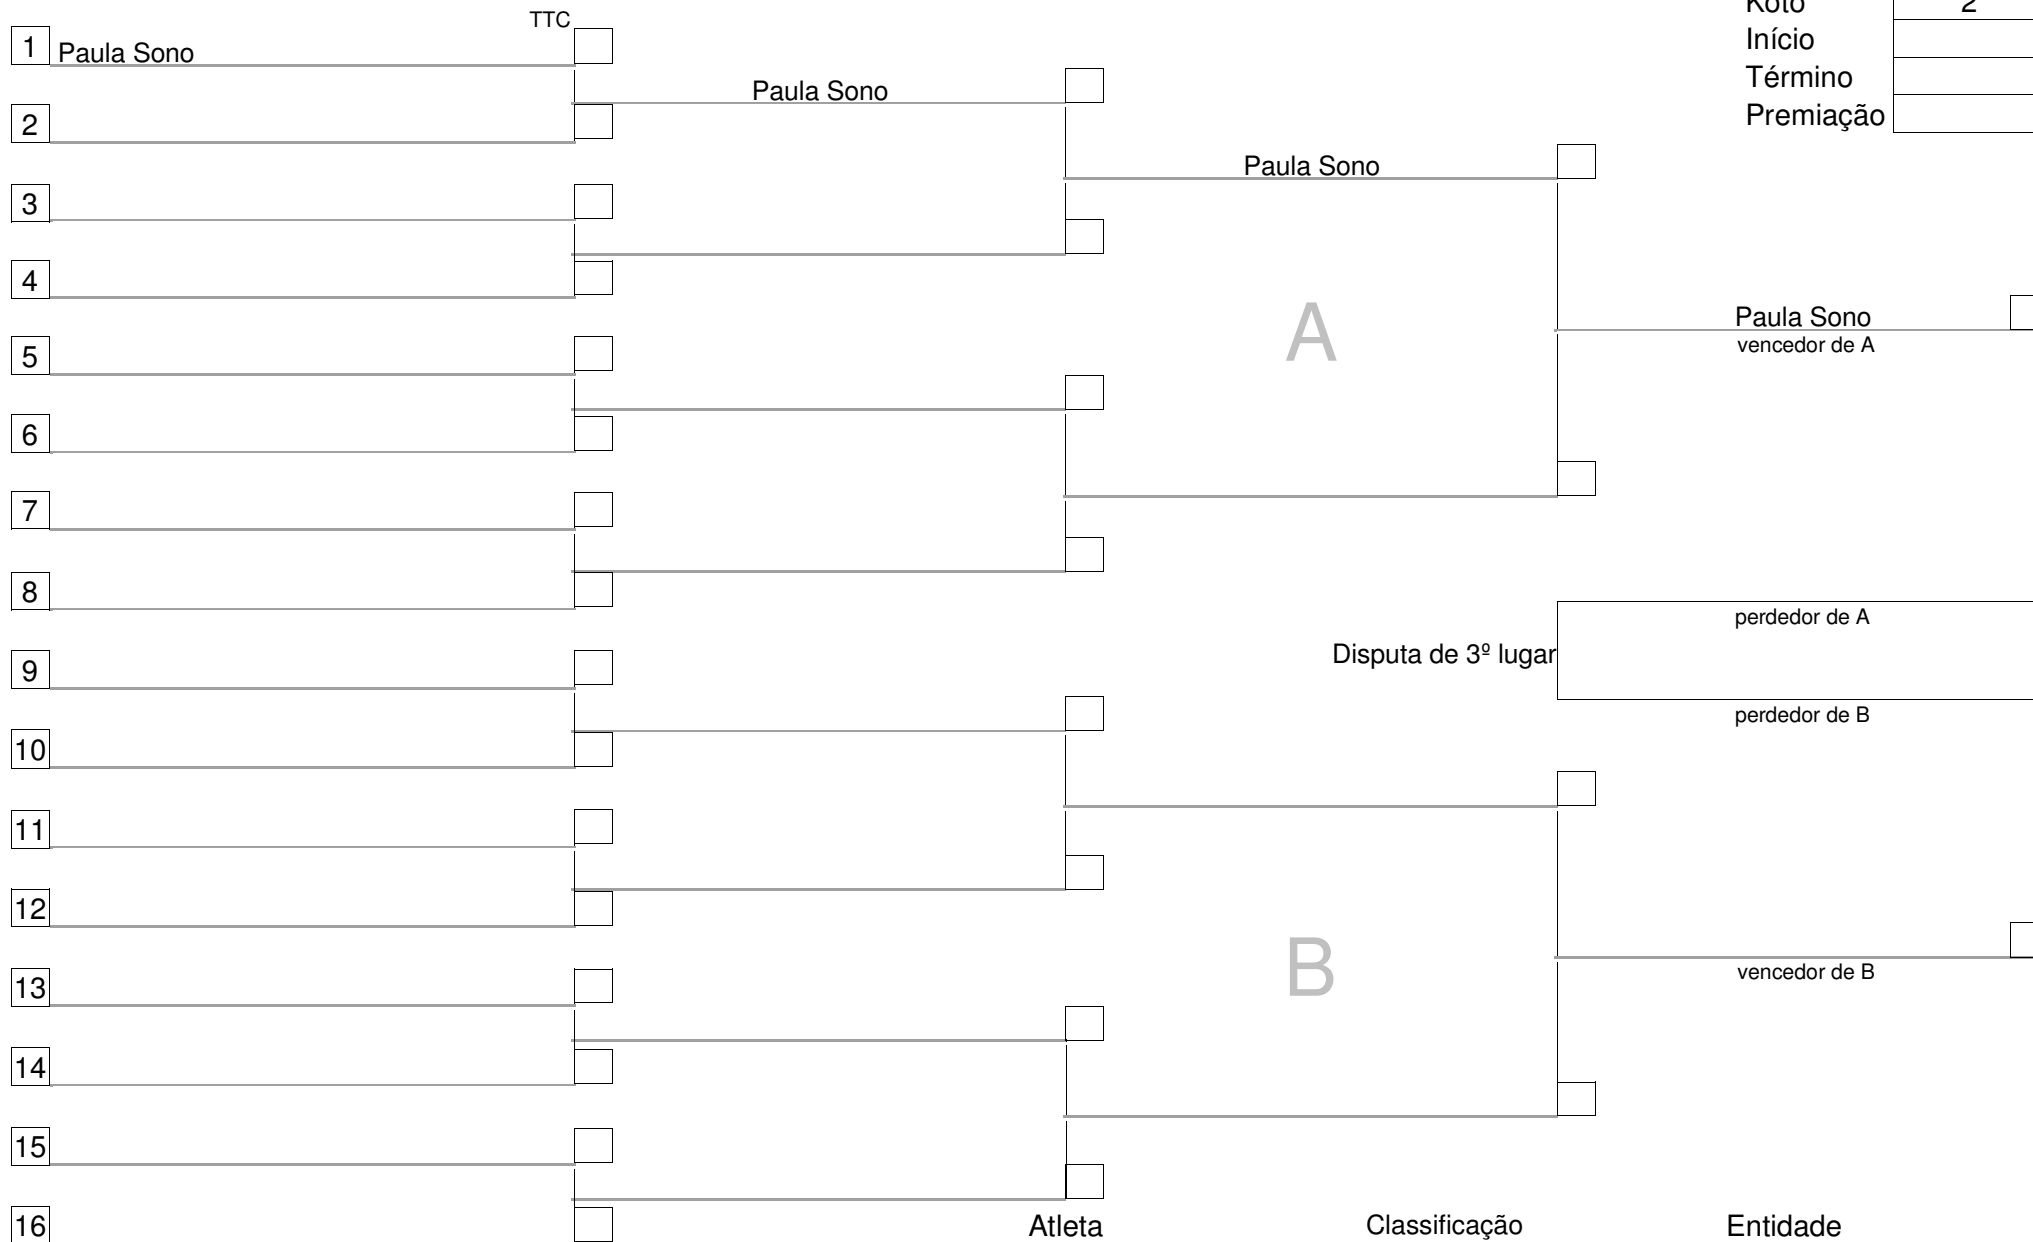 Koto 2
TTC
Início
1 Paula Sono
Término
Paula Sono
Premiação
2
Paula Sono
3
4
A
Paula Sono
vencedor de A
5
6
7
8
perdedor de A
Disputa de 3º lugar
9
perdedor de B
10
11
12
B
vencedor de B
13
14
15
16
Atleta Classificação Entidade